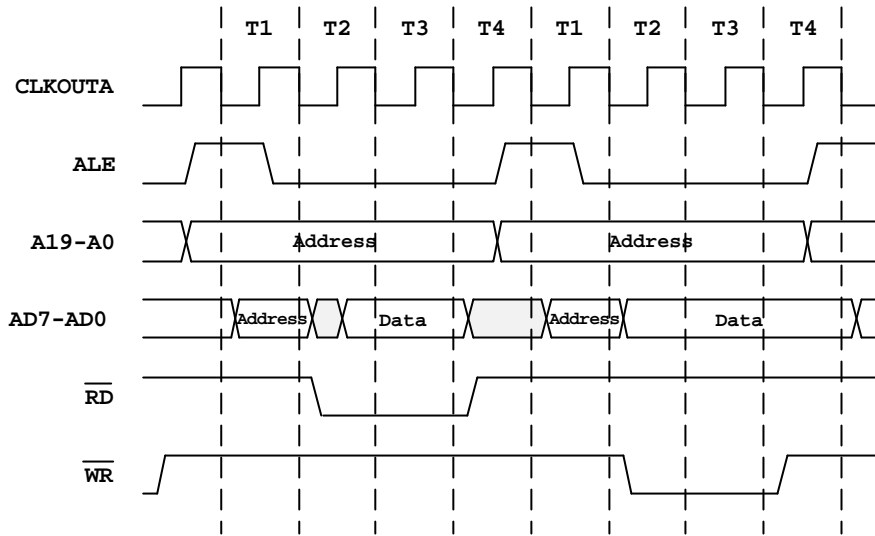 T1 T2 T3 T4 T1 T2 T3 T4
CLKOUTA
ALE
A19-A0 Address Address
AD7-AD0 Address Data Address Data
RD
WR